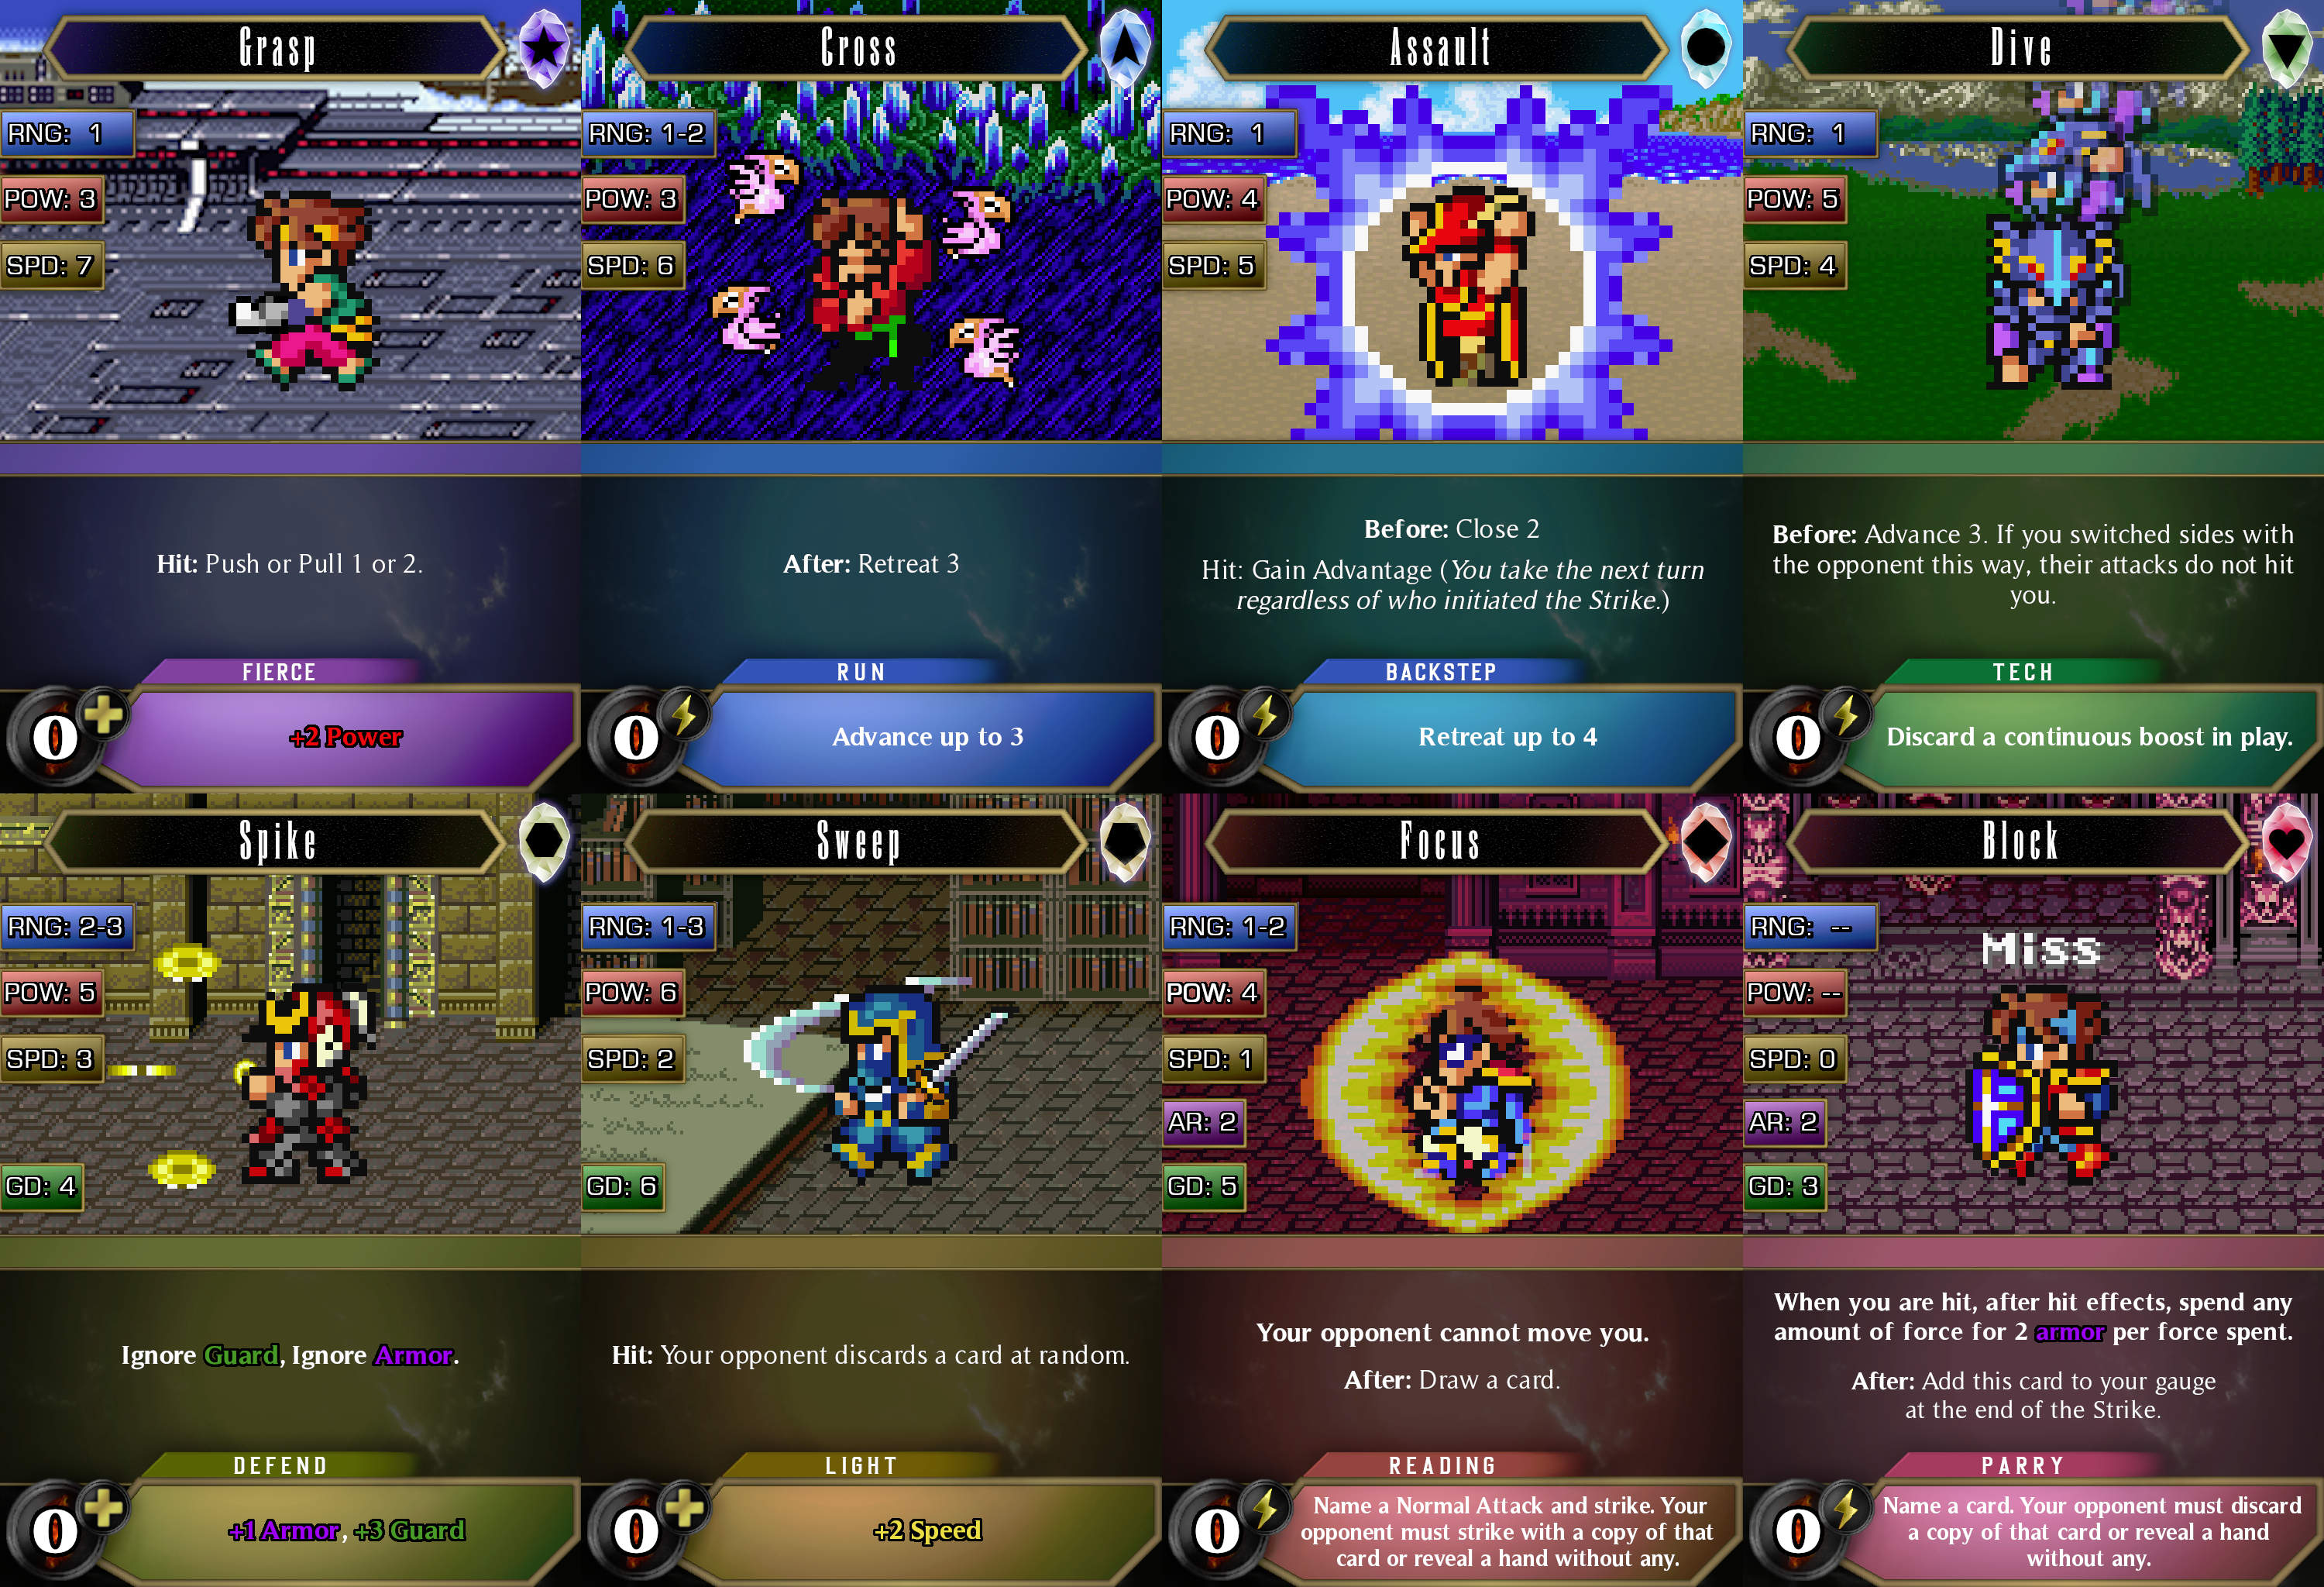 Grasp
RNG: 1
POW: 3
SPD: 7
Hit: Push or Pull 1 or 2.
FIERCE
0
+2 Power
Cross
RNG: 1-2
POW: 3
SPD: 6
After: Retreat 3
RUN
0
Advance up to 3
Assault
RNG: 1
POW: 4
SPD: 5
Before: Close 2
Hit: Gain Advantage (You take the next turn
regardless of who initiated the Strike.)
BACKSTEP
0
Retreat up to 4
Dive
RNG: 1
POW: 5
SPD: 4
Before: Advance 3. If you switched sides with
the opponent this way, their attacks do not hit
you.
TECH
0
Discard a continuous boost in play.
Spike
RNG: 2-3
POW: 5
SPD: 3
GD: 4
Ignore Guard, Ignore Armor.
DEFEND
0
+1 Armor, +3 Guard
Sweep
RNG: 1-3
POW: 6
SPD: 2
GD: 6
Hit: Your opponent discards a card at random.
LIGHT
0
+2 Speed
Focus
RNG: 1-2
POW: 4
SPD: 1
AR: 2
GD: 5
Your opponent cannot move you.
After: Draw a card.
READING
0
Name a Normal Attack and strike. Your
opponent must strike with a copy of that
card or reveal a hand without any.
Block
RNG: --
Miss
POW: --
SPD: 0
AR: 2
GD: 3
When you are hit, after hit effects, spend any
amount of force for 2 armor per force spent.
After: Add this card to your gauge
at the end of the Strike.
PARRY
0
Name a card. Your opponent must discard
a copy of that card or reveal a hand
without any.